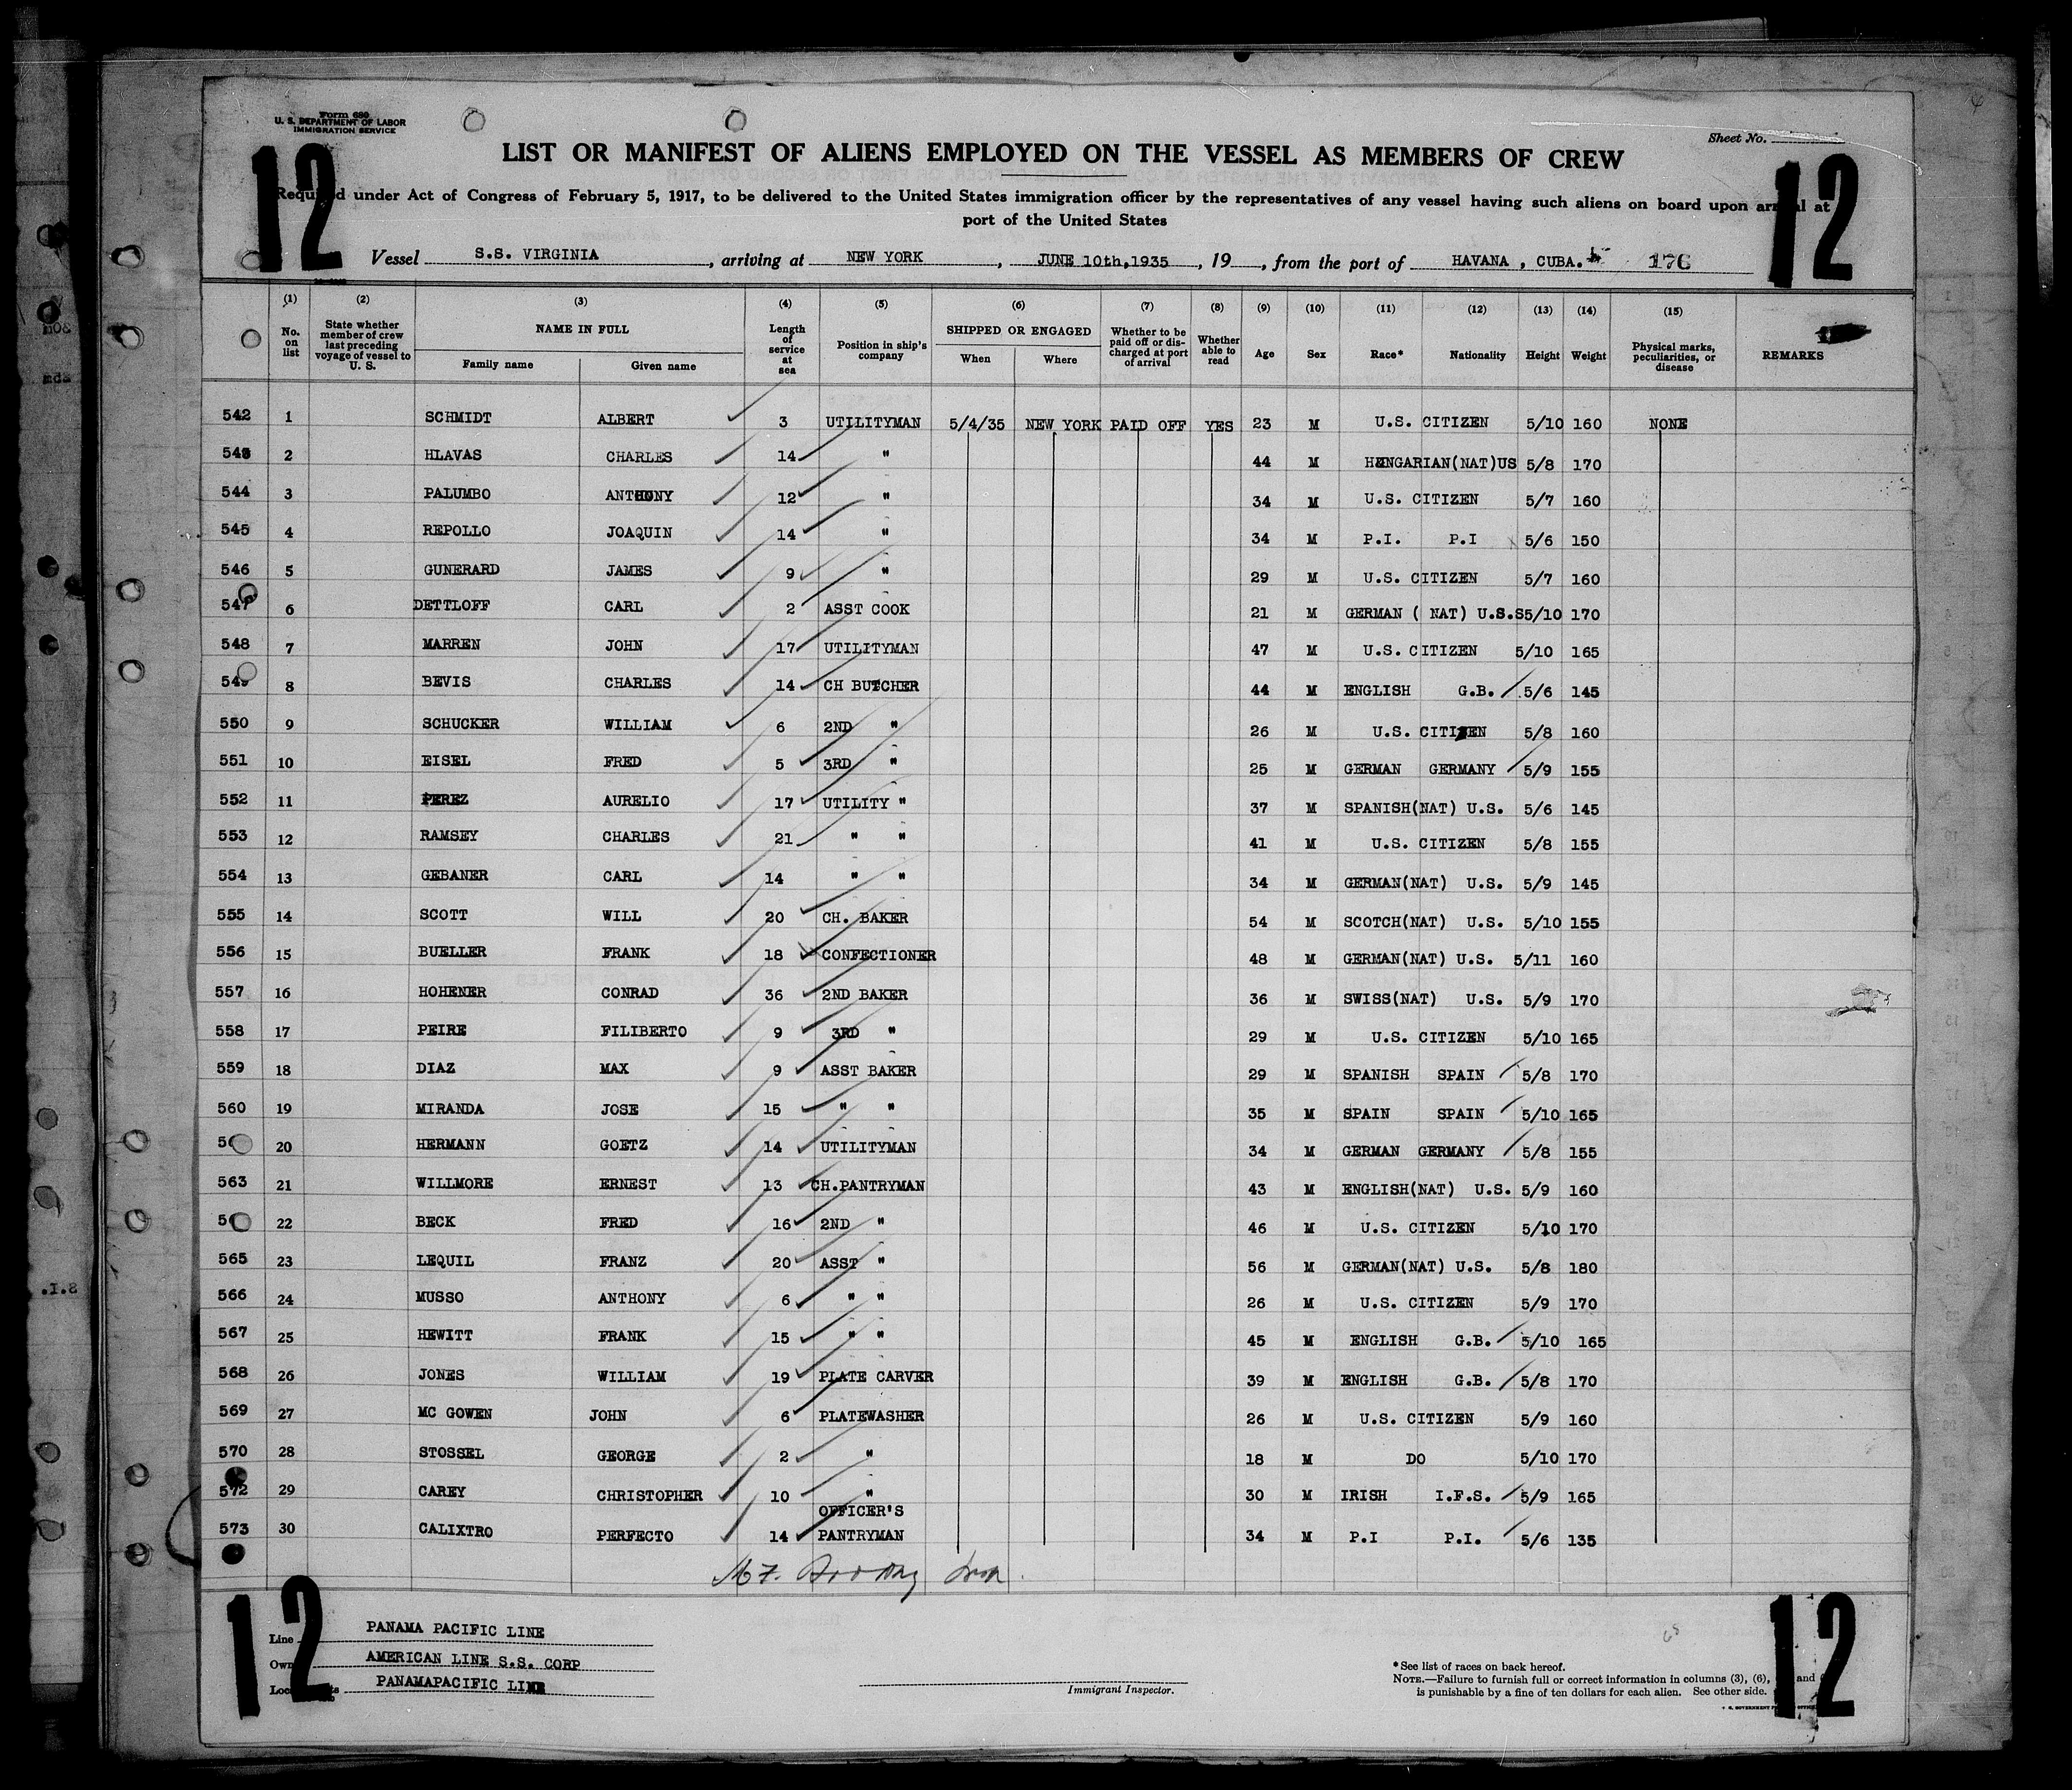 Form 680
U. S. DEPARTMENT OF LABOR
IMMIGRATION SERVICE
Sheet No.
12 12
LIST OR MANIFEST OF ALIENS EMPLOYED ON THE VESSEL AS MEMBERS OF CREW
Required under Act of Congress of February 5, 1917, to be delivered to the United States immigration officer by the representatives of any vessel having such aliens on board upon arrival at
port of the United States
Vessel S.S. VIRGINIA, arriving at NEW YORK, JUNE 10th,1935, 19, from the port of HAVANA, CUBA. 176
(1) (2) (3) (4) (5) (6) (7) (8) (9) (10) (11) (12) (13) (14) (15)
No. on list State whether member of crew last preceding voyage of vessel to U. S. NAME IN FULL Family name Given name Length of service at sea Position in ship's company SHIPPED OR ENGAGED When Where Whether to be paid off or discharged at port of arrival Whether able to read Age Sex Race* Nationality Height Weight Physical marks, peculiarities, or disease REMARKS
542 1 SCHMIDT ALBERT 3 UTILITYMAN 5/4/35 NEW YORK PAID OFF YES 23 M U.S. CITIZEN 5/10 160 NONE
543 2 HLAVAS CHARLES 14 " 44 M HUNGARIAN(NAT)US 5/8 170
544 3 PALUMBO ANTHONY 12 " 34 M U.S. CITIZEN 5/7 160
545 4 REPOLLO JOAQUIN 14 " 34 M P.I. P.I 5/6 150
546 5 GUNERARD JAMES 9 " 29 M U.S. CITIZEN 5/7 160
547 6 DETTLOFF CARL 2 ASST COOK 21 M GERMAN ( NAT) U.S.S 5/10 170
548 7 MARREN JOHN 17 UTILITYMAN 47 M U.S. CITIZEN 5/10 165
549 8 BEVIS CHARLES 14 CH BUTCHER 44 M ENGLISH G.B. 5/6 145
550 9 SCHUCKER WILLIAM 6 2ND " 26 M U.S. CITIZEN 5/8 160
551 10 EISEL FRED 5 3RD " 25 M GERMAN GERMANY 5/9 155
552 11 PEREZ AURELIO 17 UTILITY " 37 M SPANISH(NAT) U.S. 5/6 145
553 12 RAMSEY CHARLES 21 " " 41 M U.S. CITIZEN 5/8 155
554 13 GEBANER CARL 14 " " 34 M GERMAN(NAT) U.S. 5/9 145
555 14 SCOTT WILL 20 CH. BAKER 54 M SCOTCH(NAT) U.S. 5/10 155
556 15 BUELLER FRANK 18 CONFECTIONER 48 M GERMAN(NAT) U.S. 5/11 160
557 16 HOHENER CONRAD 36 2ND BAKER 36 M SWISS(NAT) U.S. 5/9 170
558 17 PEIRE FILIBERTO 9 3RD " 29 M U.S. CITIZEN 5/10 165
559 18 DIAZ MAX 9 ASST BAKER 29 M SPANISH SPAIN 5/8 170
560 19 MIRANDA JOSE 15 " " 35 M SPAIN SPAIN 5/10 165
20 HERMANN GOETZ 14 UTILITYMAN 34 M GERMAN GERMANY 5/8 155
563 21 WILLMORE ERNEST 13 CH.PANTRYMAN 43 M ENGLISH(NAT) U.S. 5/9 160
22 BECK FRED 16 2ND " 46 M U.S. CITIZEN 5/10 170
565 23 LEQUIL FRANZ 20 ASST " 56 M GERMAN(NAT) U.S. 5/8 180
566 24 MUSSO ANTHONY 6 " " 26 M U.S. CITIZEN 5/9 170
567 25 HEWITT FRANK 15 " " 45 M ENGLISH G.B. 5/10 165
568 26 JONES WILLIAM 19 PLATE CARVER 39 M ENGLISH G.B. 5/8 170
569 27 MC GOWEN JOHN 6 PLATEWASHER 26 M U.S. CITIZEN 5/9 160
570 28 STOSSEL GEORGE 2 " 18 M DO 5/10 170
572 29 CAREY CHRISTOPHER 10 " 30 M IRISH I.F.S. 5/9 165
573 30 CALIXTRO PERFECTO 14 OFFICER'S PANTRYMAN 34 M P.I P.I. 5/6 135
12 12
Line PANAMA PACIFIC LINE
Own AMERICAN LINE S.S. CORP
PANAMAPACIFIC LINE
Immigrant Inspector.
*See list of races on back hereof.
NOTE.—Failure to furnish full or correct information in columns (3), (6), and
is punishable by a fine of ten dollars for each alien. See other side.